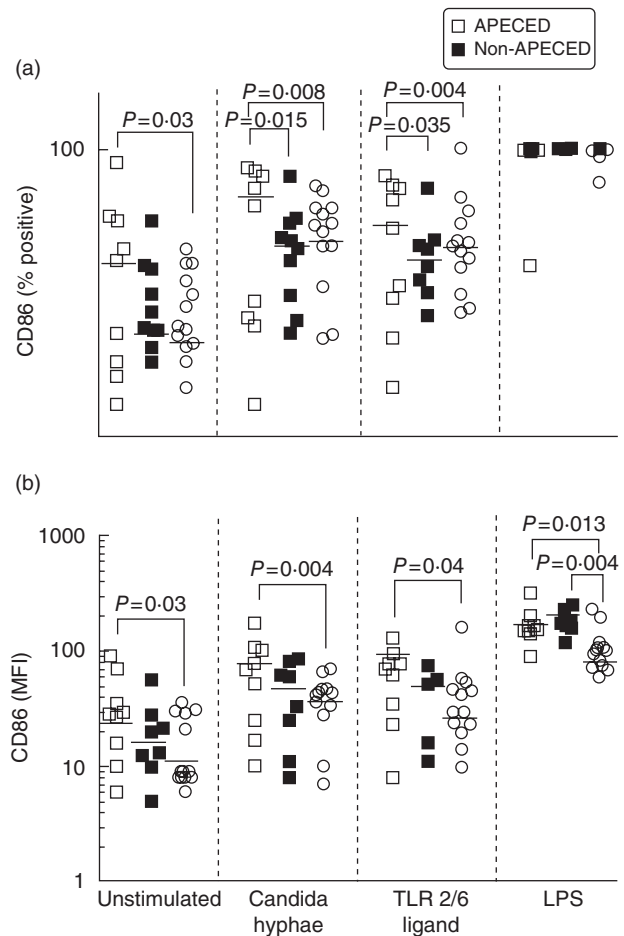 APECED
Non-APECED
(a)
P=0·03
P=0·008
P=0·015
P=0·004
P=0·035
100
CD86 (% positive)
(b)
1000
100
10
1
CD86 (MFI)
P=0·03
P=0·004
P=0·04
P=0·013
P=0·004
Unstimulated
Candida
hyphae
TLR 2/6
ligand
LPS